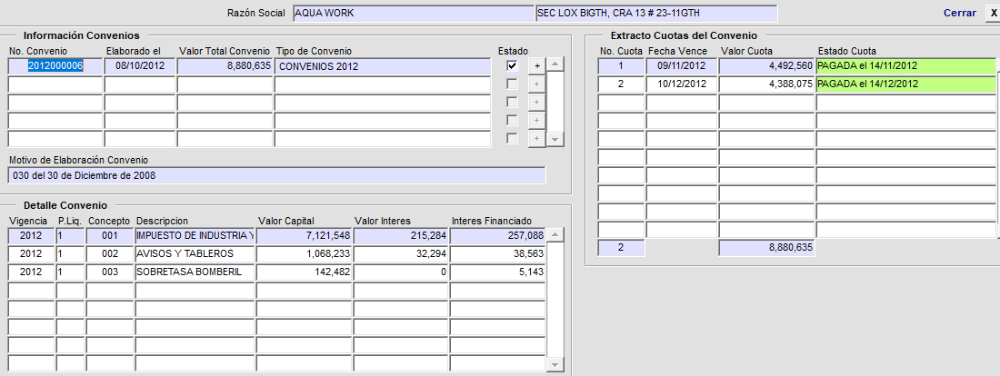 Razón Social AQUA WORK SEC LOX BIGTH, CRA 13 # 23-11GTH Cerrar X
Información Convenios
No. Convenio Elaborado el Valor Total Convenio Tipo de Convenio Estado
2012000006 08/10/2012 8,880,635 CONVENIOS 2012 +
+
+
+
+
Motivo de Elaboración Convenio
030 del 30 de Diciembre de 2008
Detalle Convenio
Vigencia P.Liq. Concepto Descripcion Valor Capital Valor Interes Interes Financiado
2012 1 001 IMPUESTO DE INDUSTRIA Y 7,121,548 215,284 257,088
2012 1 002 AVISOS Y TABLEROS 1,068,233 32,294 38,563
2012 1 003 SOBRETASA BOMBERIL 142,482 0 5,143
Extracto Cuotas del Convenio
No. Cuota Fecha Vence Valor Cuota Estado Cuota
1 09/11/2012 4,492,560 PAGADA el 14/11/2012
2 10/12/2012 4,388,075 PAGADA el 14/12/2012
2 8,880,635